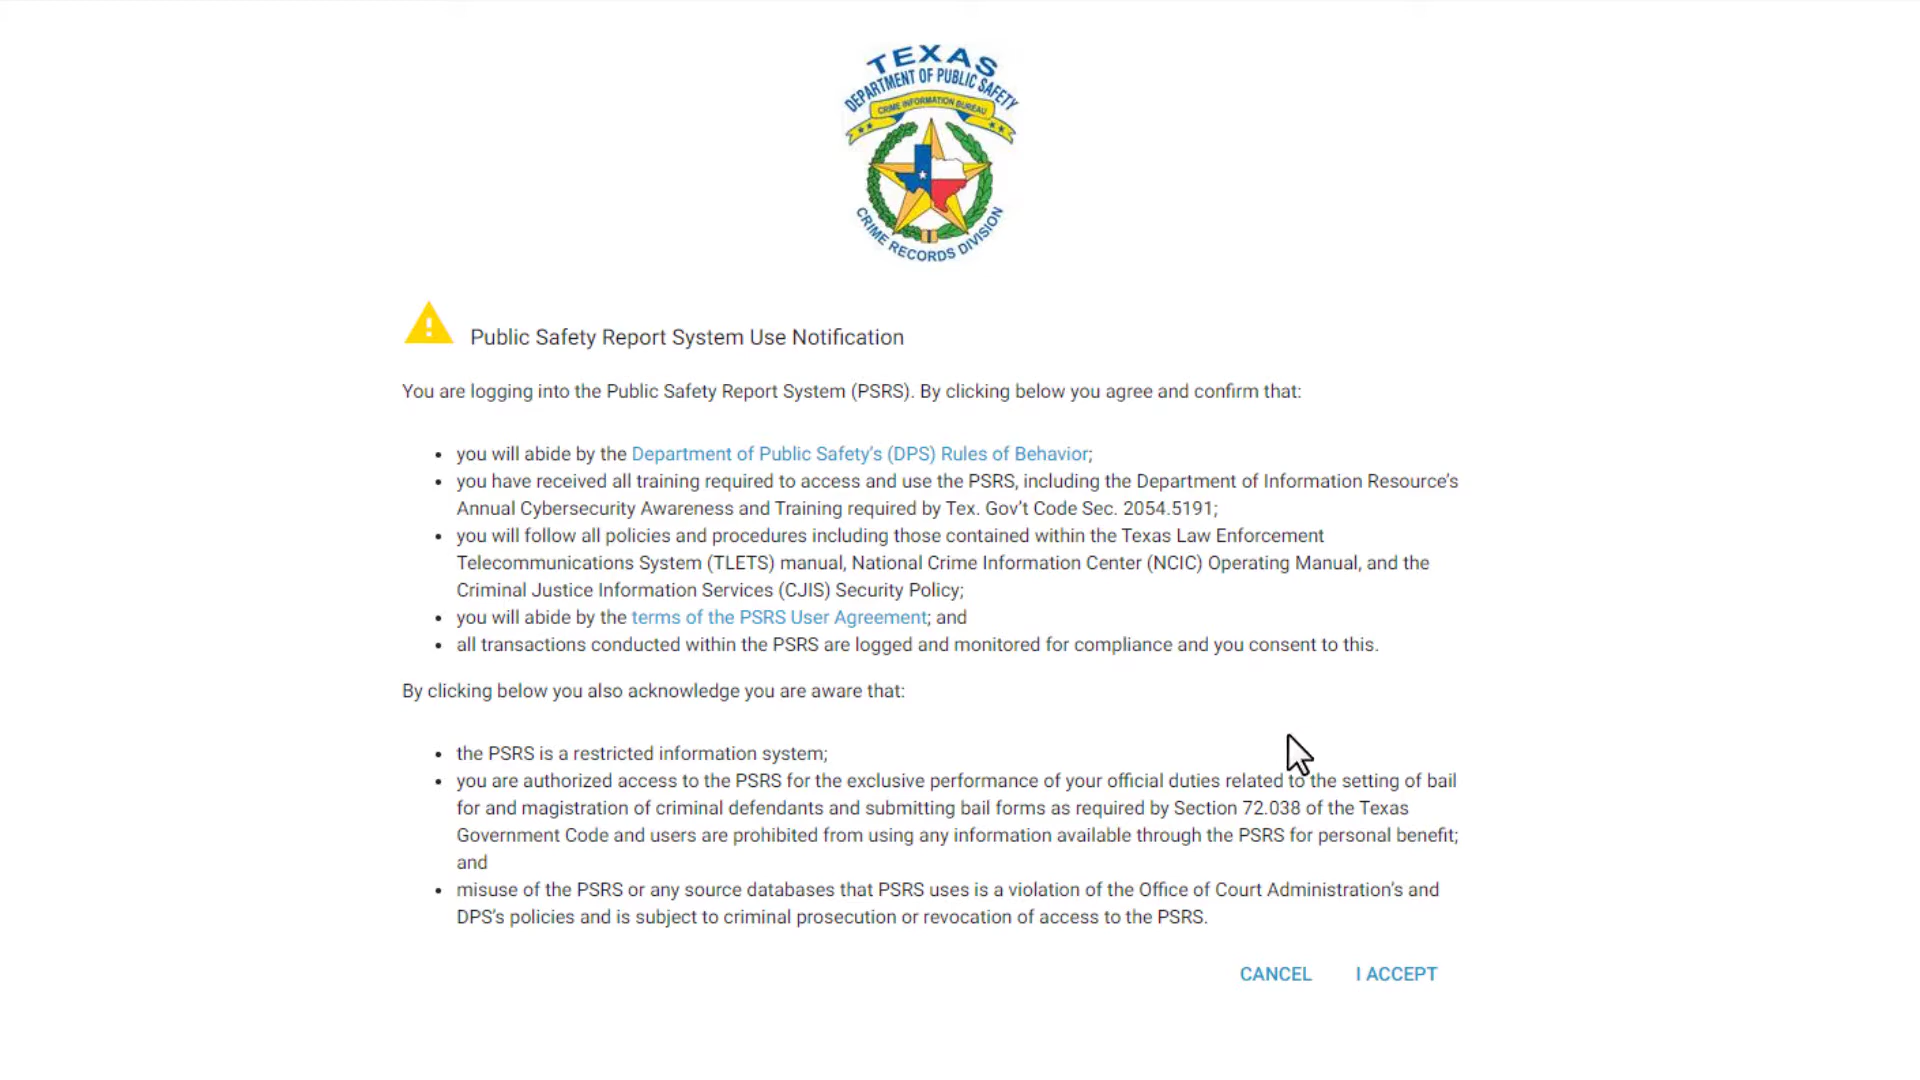 TEXAS
DEPARTMENT OF PUBLIC SAFETY
CRIME INFORMATION BUREAU
CRIME RECORDS DIVISION
Public Safety Report System Use Notification
You are logging into the Public Safety Report System (PSRS). By clicking below you agree and confirm that:
• you will abide by the Department of Public Safety's (DPS) Rules of Behavior;
• you have received all training required to access and use the PSRS, including the Department of Information Resource's
Annual Cybersecurity Awareness and Training required by Tex. Gov't Code Sec. 2054.5191;
• you will follow all policies and procedures including those contained within the Texas Law Enforcement
Telecommunications System (TLETS) manual, National Crime Information Center (NCIC) Operating Manual, and the
Criminal Justice Information Services (CJIS) Security Policy;
• you will abide by the terms of the PSRS User Agreement; and
• all transactions conducted within the PSRS are logged and monitored for compliance and you consent to this.
By clicking below you also acknowledge you are aware that:
• the PSRS is a restricted information system;
• you are authorized access to the PSRS for the exclusive performance of your official duties related to the setting of bail
for and magistration of criminal defendants and submitting bail forms as required by Section 72.038 of the Texas
Government Code and users are prohibited from using any information available through the PSRS for personal benefit;
and
• misuse of the PSRS or any source databases that PSRS uses is a violation of the Office of Court Administration's and
DPS's policies and is subject to criminal prosecution or revocation of access to the PSRS.
CANCEL I ACCEPT